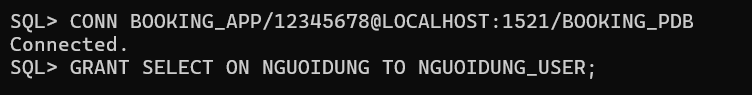 SQL> CONN BOOKING_APP/12345678@LOCALHOST:1521/BOOKING_PDB
Connected.
SQL> GRANT SELECT ON NGUOIDUNG TO NGUOIDUNG_USER;